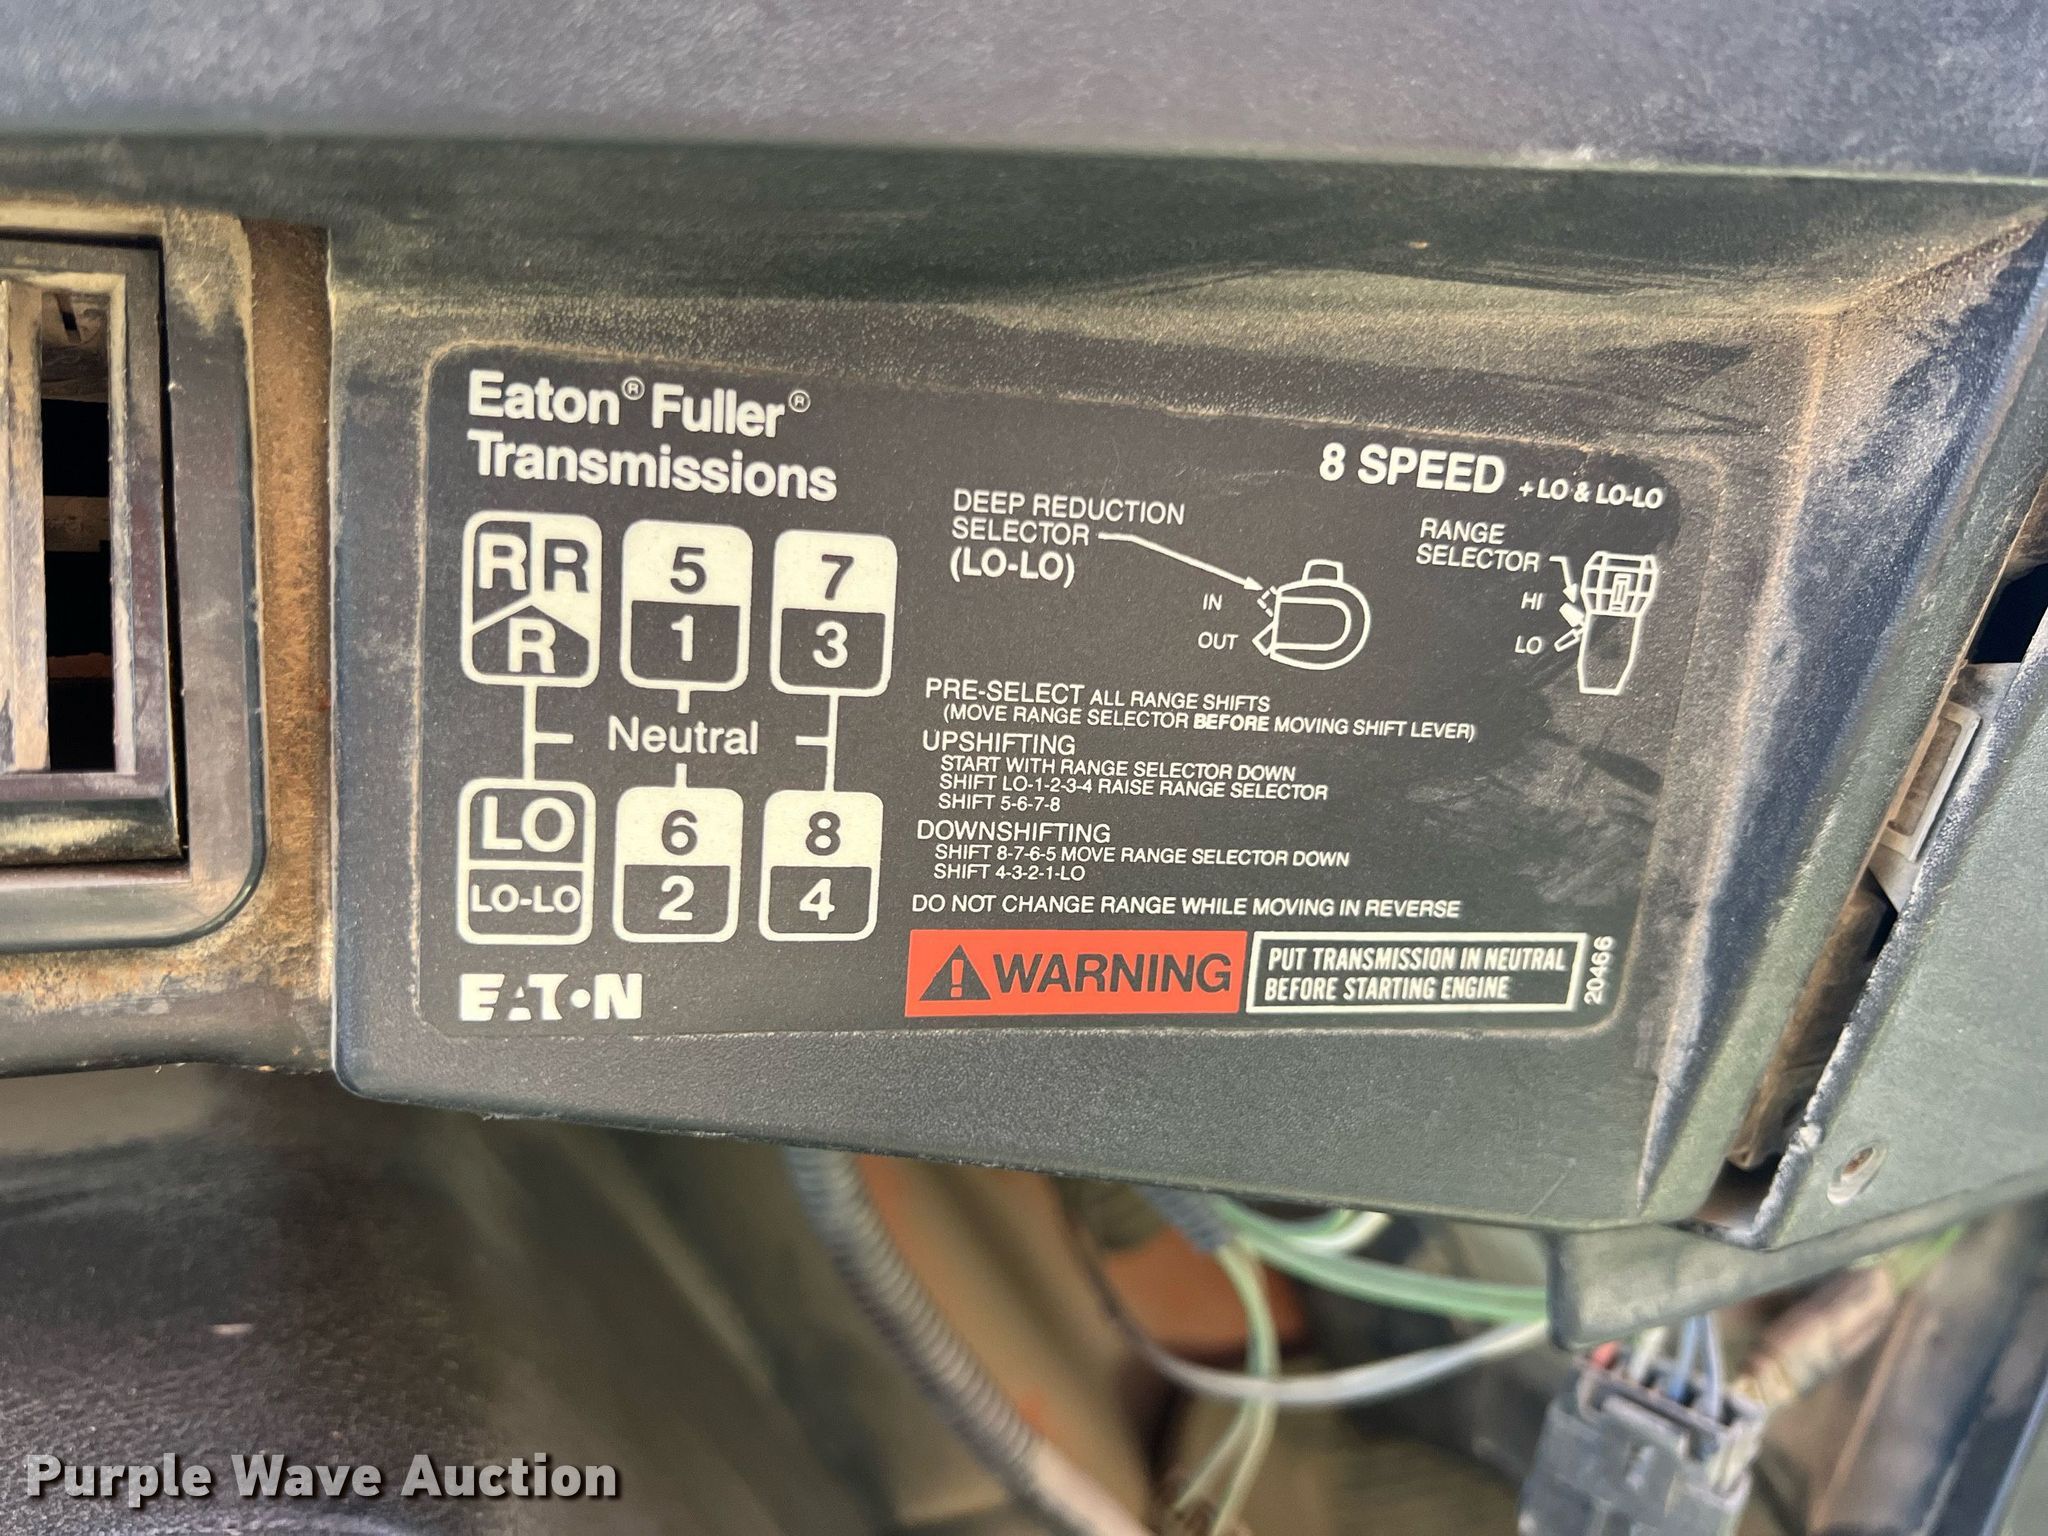 Eaton® Fuller®
Transmissions
8 SPEED + LO & LO-LO
R R
R
5
1
7
3
Neutral
LO
LO-LO
6
2
8
4
EATON
DEEP REDUCTION
SELECTOR
(LO-LO)
IN
OUT
RANGE
SELECTOR
HI
LO
PRE-SELECT ALL RANGE SHIFTS
(MOVE RANGE SELECTOR BEFORE MOVING SHIFT LEVER)
UPSHIFTING
START WITH RANGE SELECTOR DOWN
SHIFT LO-1-2-3-4 RAISE RANGE SELECTOR
SHIFT 5-6-7-8
DOWNSHIFTING
SHIFT 8-7-6-5 MOVE RANGE SELECTOR DOWN
SHIFT 4-3-2-1-LO
DO NOT CHANGE RANGE WHILE MOVING IN REVERSE
WARNING
PUT TRANSMISSION IN NEUTRAL
BEFORE STARTING ENGINE
20466
Purple Wave Auction